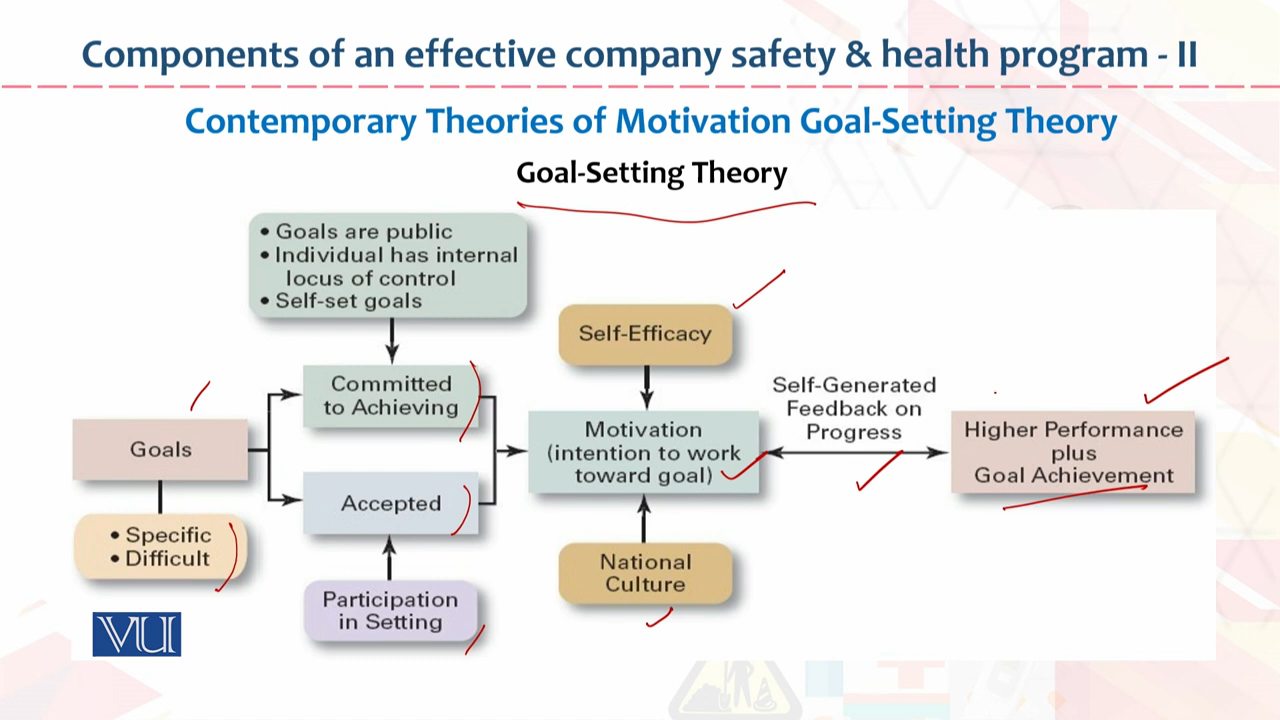 Components of an effective company safety & health program - II
Contemporary Theories of Motivation Goal-Setting Theory
Goal-Setting Theory
• Goals are public
• Individual has internal
locus of control
• Self-set goals
Self-Efficacy
Committed
to Achieving
Self-Generated
Feedback on
Progress
Goals
Motivation
(intention to work
toward goal)
Higher Performance
plus
Goal Achievement
Accepted
• Specific
• Difficult
National
Culture
Participation
in Setting
VU